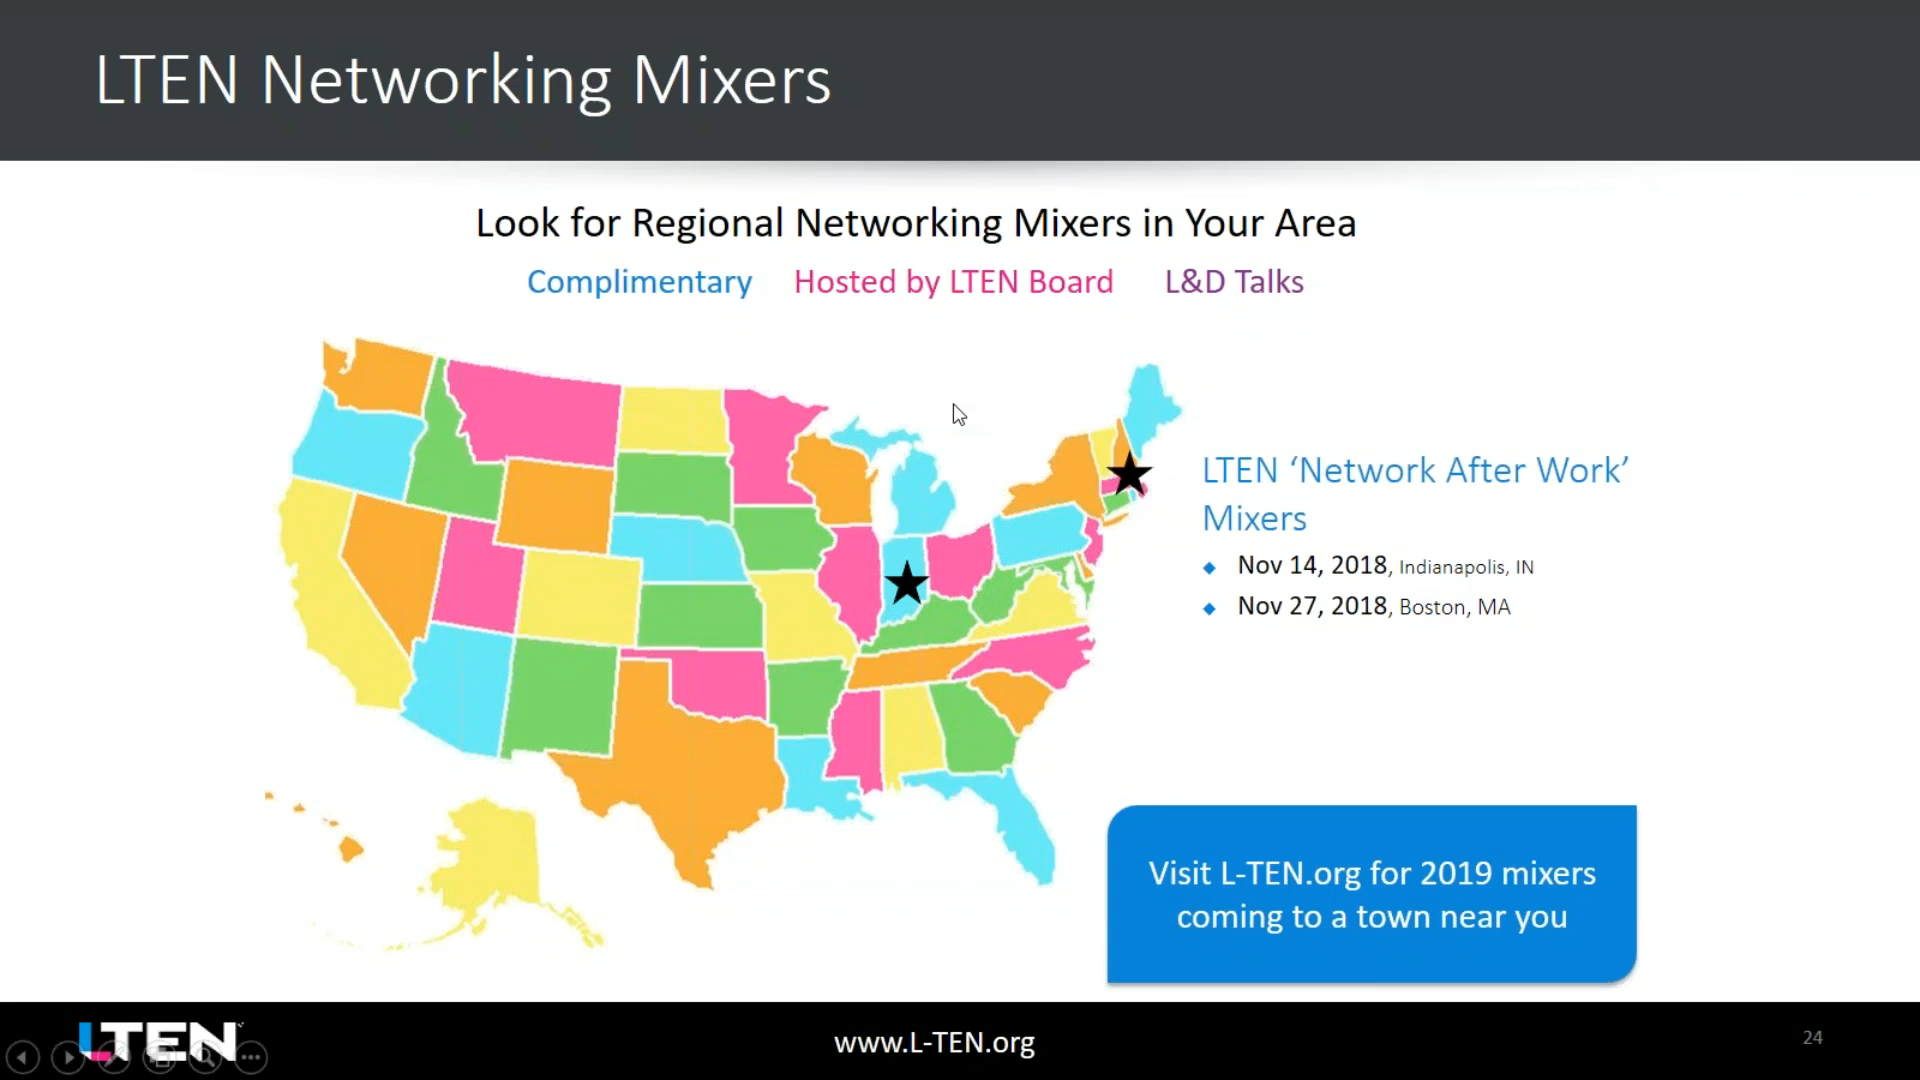 LTEN Networking Mixers
Look for Regional Networking Mixers in Your Area
Complimentary Hosted by LTEN Board L&D Talks
LTEN ‘Network After Work’
Mixers
Nov 14, 2018, Indianapolis, IN
Nov 27, 2018, Boston, MA
Visit L-TEN.org for 2019 mixers
coming to a town near you
LTEN
www.L-TEN.org
24